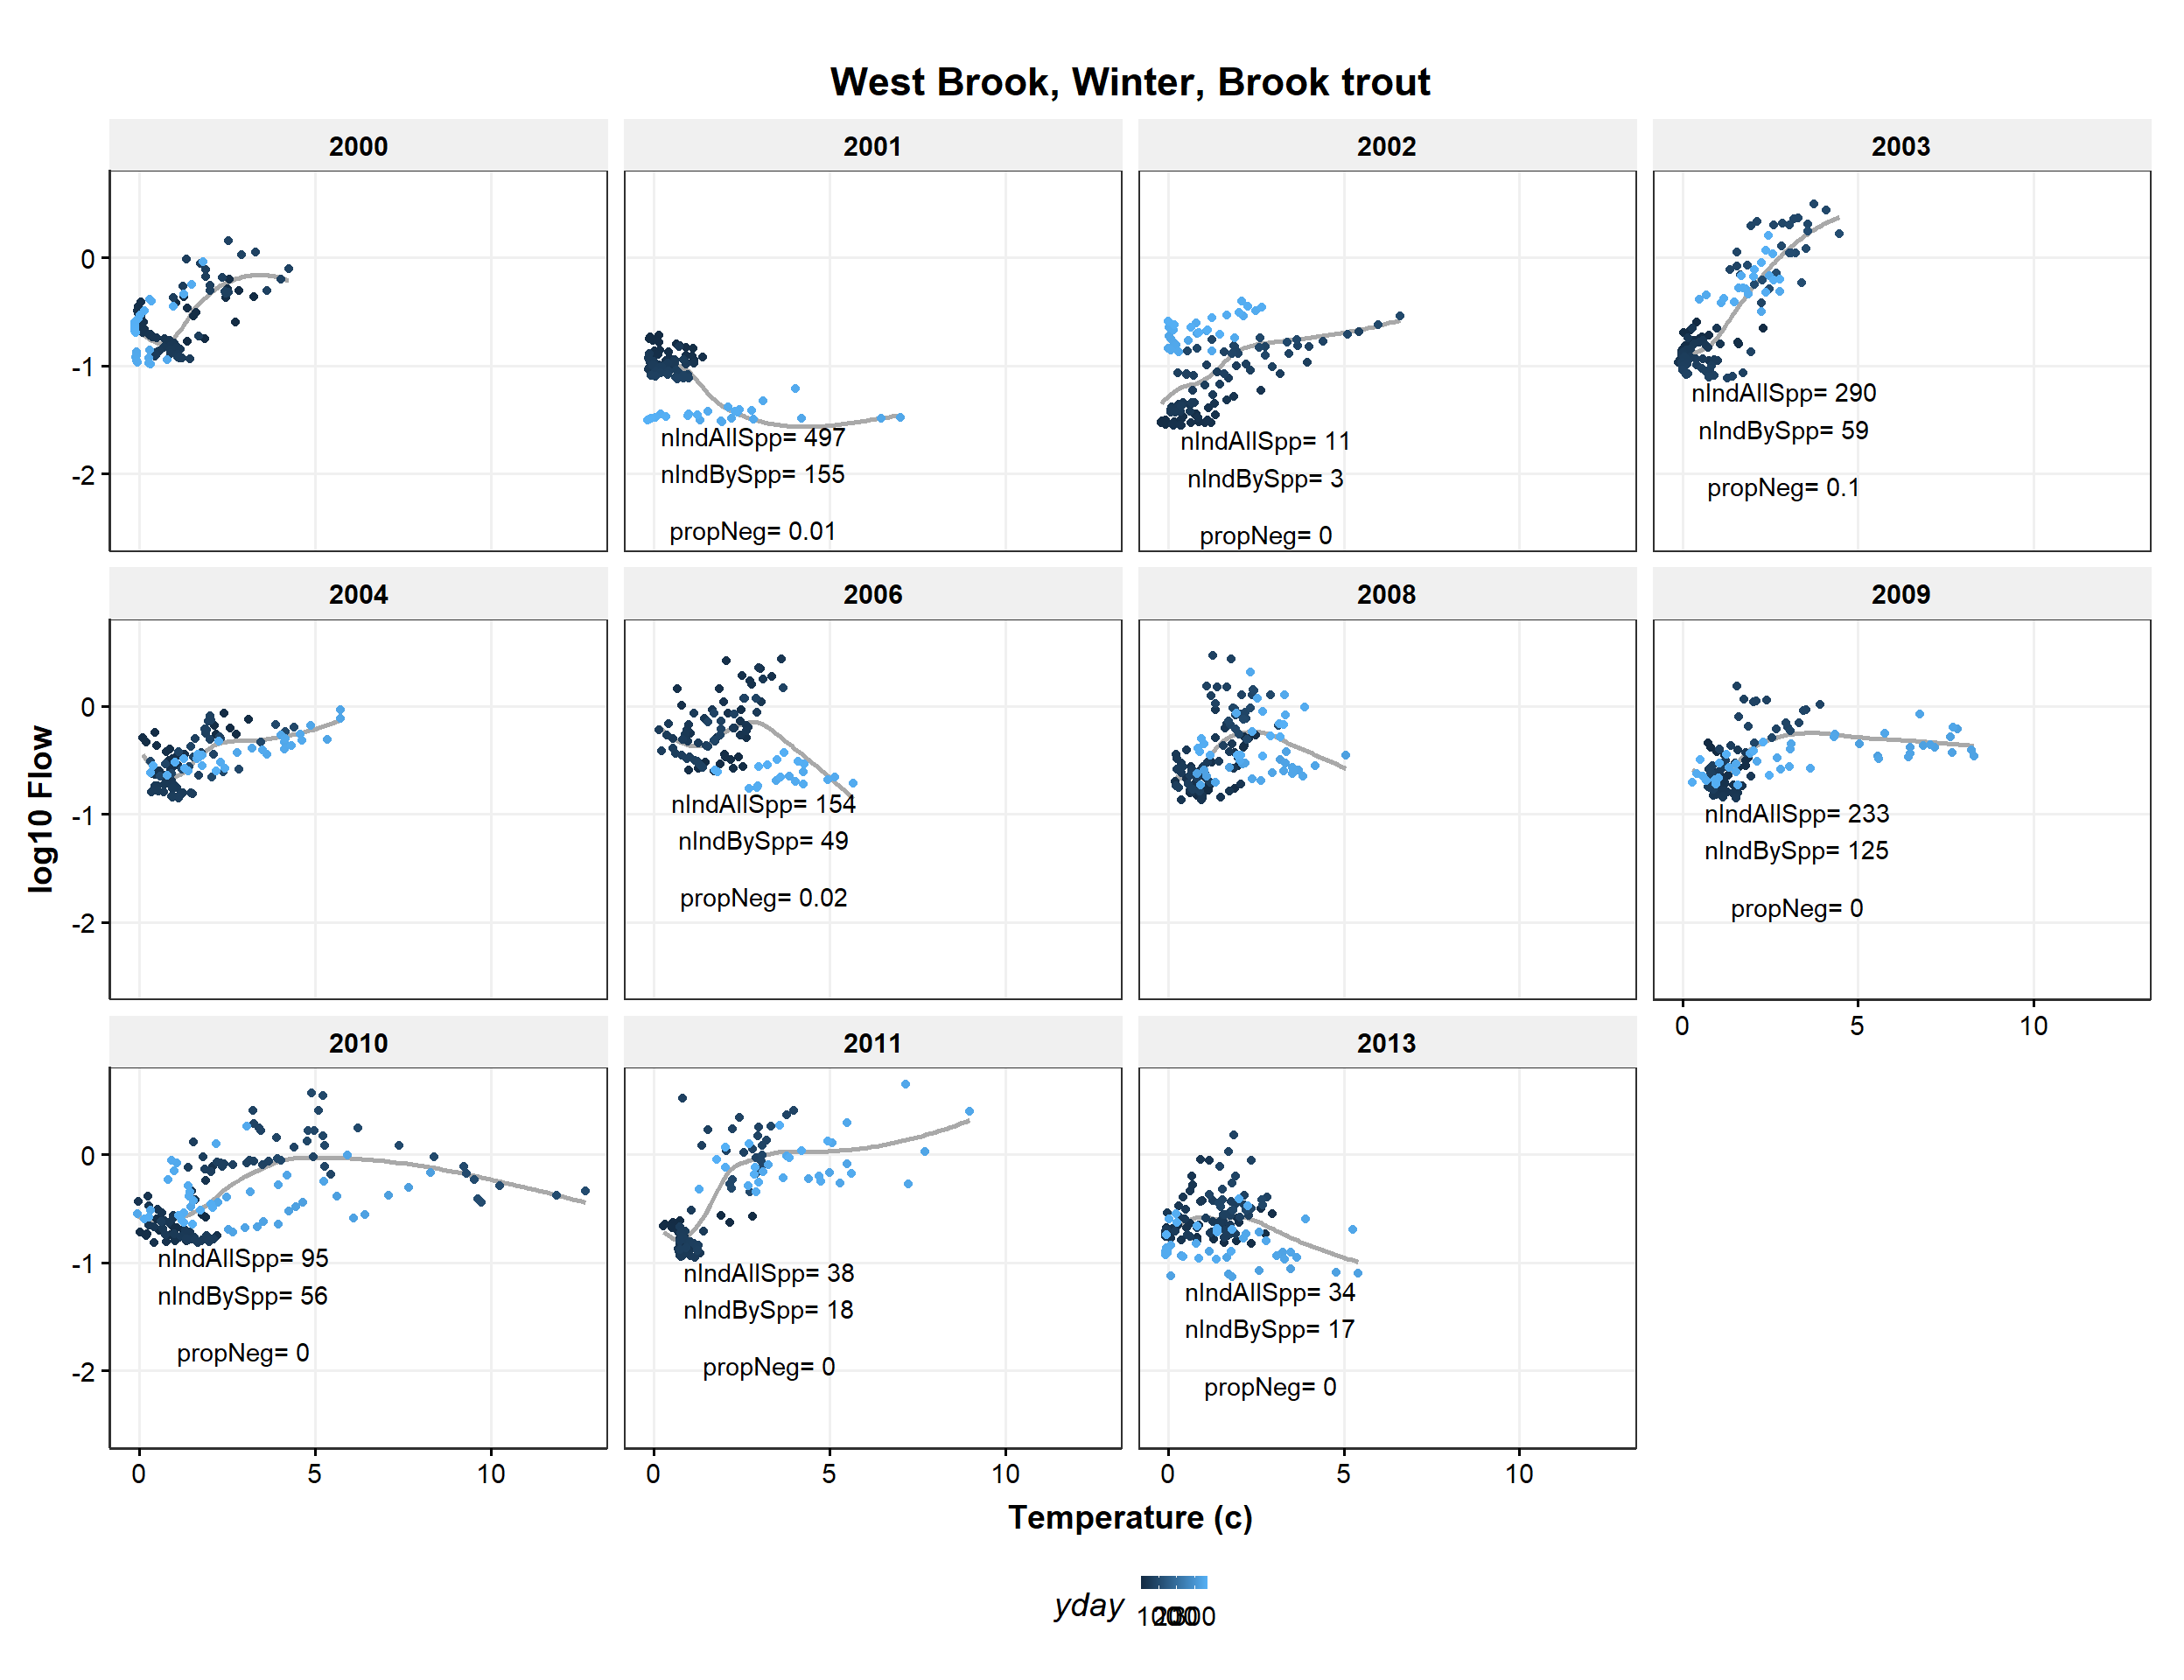 West Brook, Winter, Brook trout
2000
2001
2002
2003
0
-1
-2
nIndAllSpp= 497
nIndBySpp= 155
propNeg= 0.01
nIndAllSpp= 11
nIndBySpp= 3
propNeg= 0
nIndAllSpp= 290
nIndBySpp= 59
propNeg= 0.1
2004
2006
2008
2009
0
-1
-2
nIndAllSpp= 154
nIndBySpp= 49
propNeg= 0.02
nIndAllSpp= 233
nIndBySpp= 125
propNeg= 0
0 5 10
log10 Flow
2010
2011
2013
0
-1
-2
nIndAllSpp= 95
nIndBySpp= 56
propNeg= 0
nIndAllSpp= 38
nIndBySpp= 18
propNeg= 0
nIndAllSpp= 34
nIndBySpp= 17
propNeg= 0
0 5 10
0 5 10
0 5 10
Temperature (c)
yday